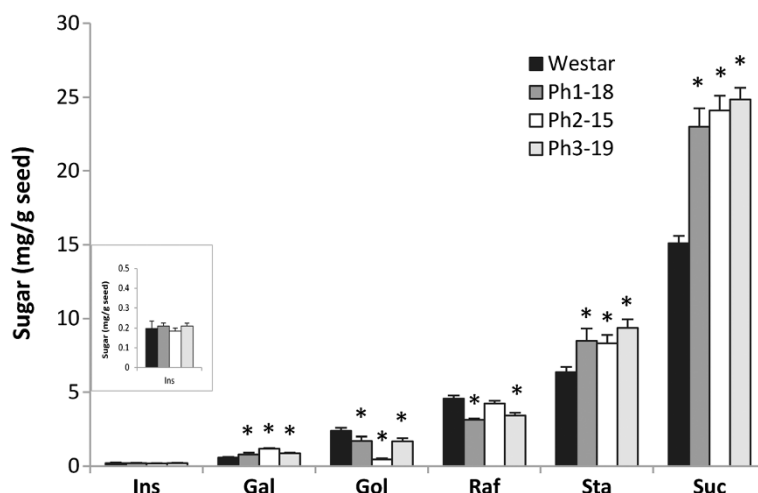 Sugar (mg/g seed)
30
25
20
15
10
5
0
Westar
Ph1-18
Ph2-15
Ph3-19
* * *
* * *
* * *
* *
* * *
Sugar (mg/g seed)
0.5
0.4
0.3
0.2
0.1
0
Ins
Ins Gal Gol Raf Sta Suc